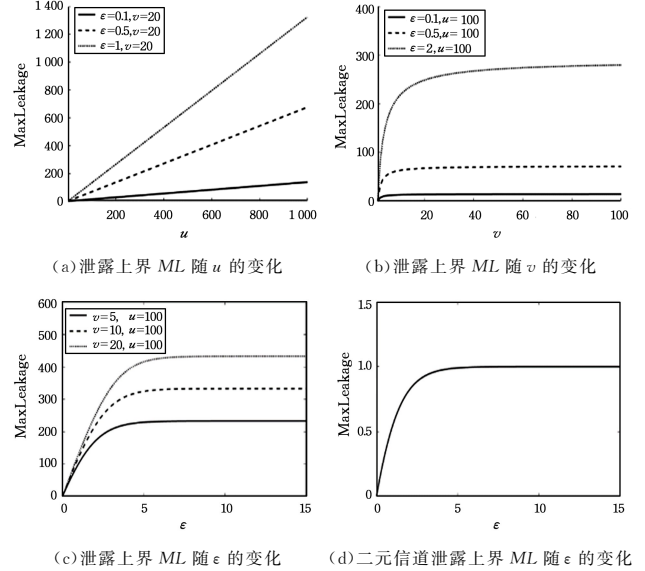 1 400
1 200
1 000
800
600
400
200
0
MaxLeakage
ε=0.1,v=20
ε=0.5,v=20
ε=1,v=20
200
400
600
800
1 000
u
(a)泄露上界 ML 随 u 的变化
400
300
200
100
0
MaxLeakage
ε=0.1,u=100
ε=0.5,u=100
ε=2,u=100
20
40
60
80
100
v
(b)泄露上界 ML 随 v 的变化
600
500
400
300
200
100
0
MaxLeakage
v=5, u=100
v=10, u=100
v=20, u=100
0
5
10
15
ε
(c)泄露上界 ML 随 ε 的变化
1.5
1.0
0.5
0
MaxLeakage
0
5
10
15
ε
(d)二元信道泄露上界 ML 随 ε 的变化